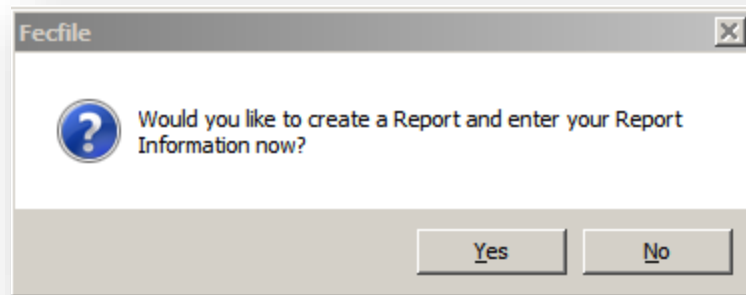 Fecfile
Would you like to create a Report and enter your Report
Information now?
Yes
No